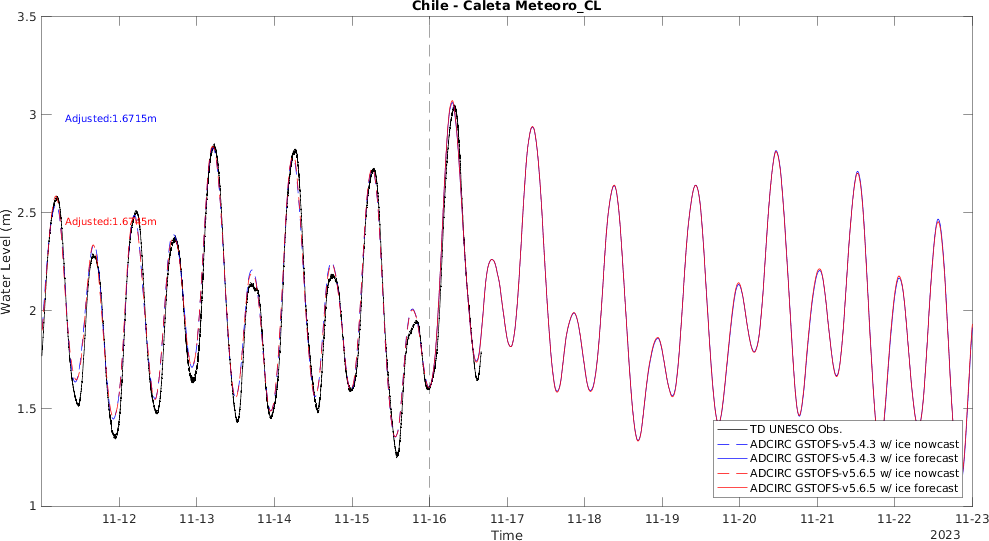 Chile - Caleta Meteoro_CL
3.5
3
2.5
2
1.5
1
Water Level (m)
Adjusted:1.6715m
Adjusted:1.6745m
TD UNESCO Obs.
ADCIRC GSTOFS-v5.4.3 w/ ice nowcast
ADCIRC GSTOFS-v5.4.3 w/ ice forecast
ADCIRC GSTOFS-v5.6.5 w/ ice nowcast
ADCIRC GSTOFS-v5.6.5 w/ ice forecast
11-12 11-13 11-14 11-15 11-16 11-17 11-18 11-19 11-20 11-21 11-22 11-23
Time
2023